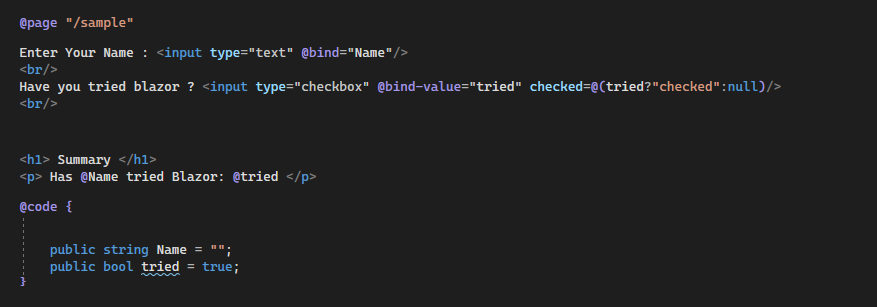 @page "/sample"
Enter Your Name : <input type="text" @bind="Name"/>
<br/>
Have you tried blazor ? <input type="checkbox" @bind-value="tried" checked=@(tried?"checked":null)/>
<br/>
<h1> Summary </h1>
<p> Has @Name tried Blazor: @tried </p>
@code {
    public string Name = "";
    public bool tried = true;
}